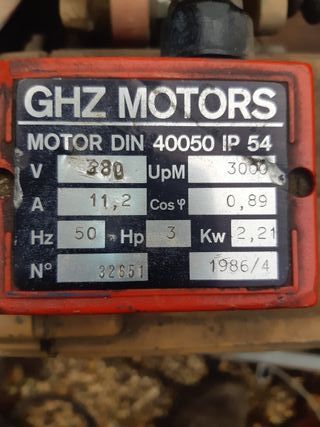 GHZ MOTORS
MOTOR DIN 40050 IP 54
V 380 UpM 3000
A 11,2 Cos φ 0,89
Hz 50 Hp 3 Kw 2,21
Nº 32651 1986/4